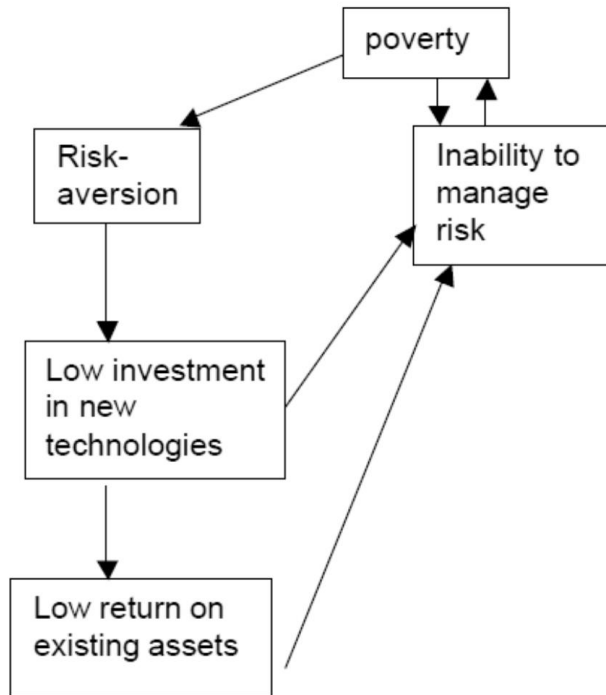 poverty
Risk-
aversion
Inability to
manage
risk
Low investment
in new
technologies
Low return on
existing assets